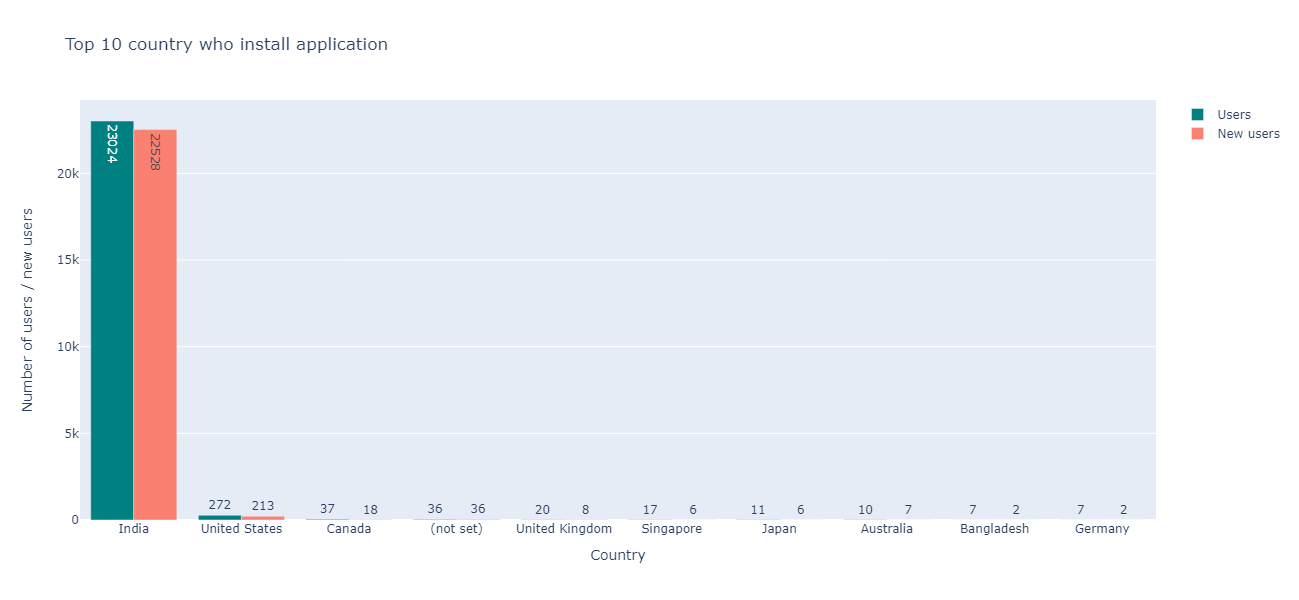 Top 10 country who install application
Users
New users
Number of users / new users
20k
15k
10k
5k
0
23024
22528
272 213
37 18
36 36
20 8
17 6
11 6
10 7
7 2
7 2
India United States Canada (not set) United Kingdom Singapore Japan Australia Bangladesh Germany
Country